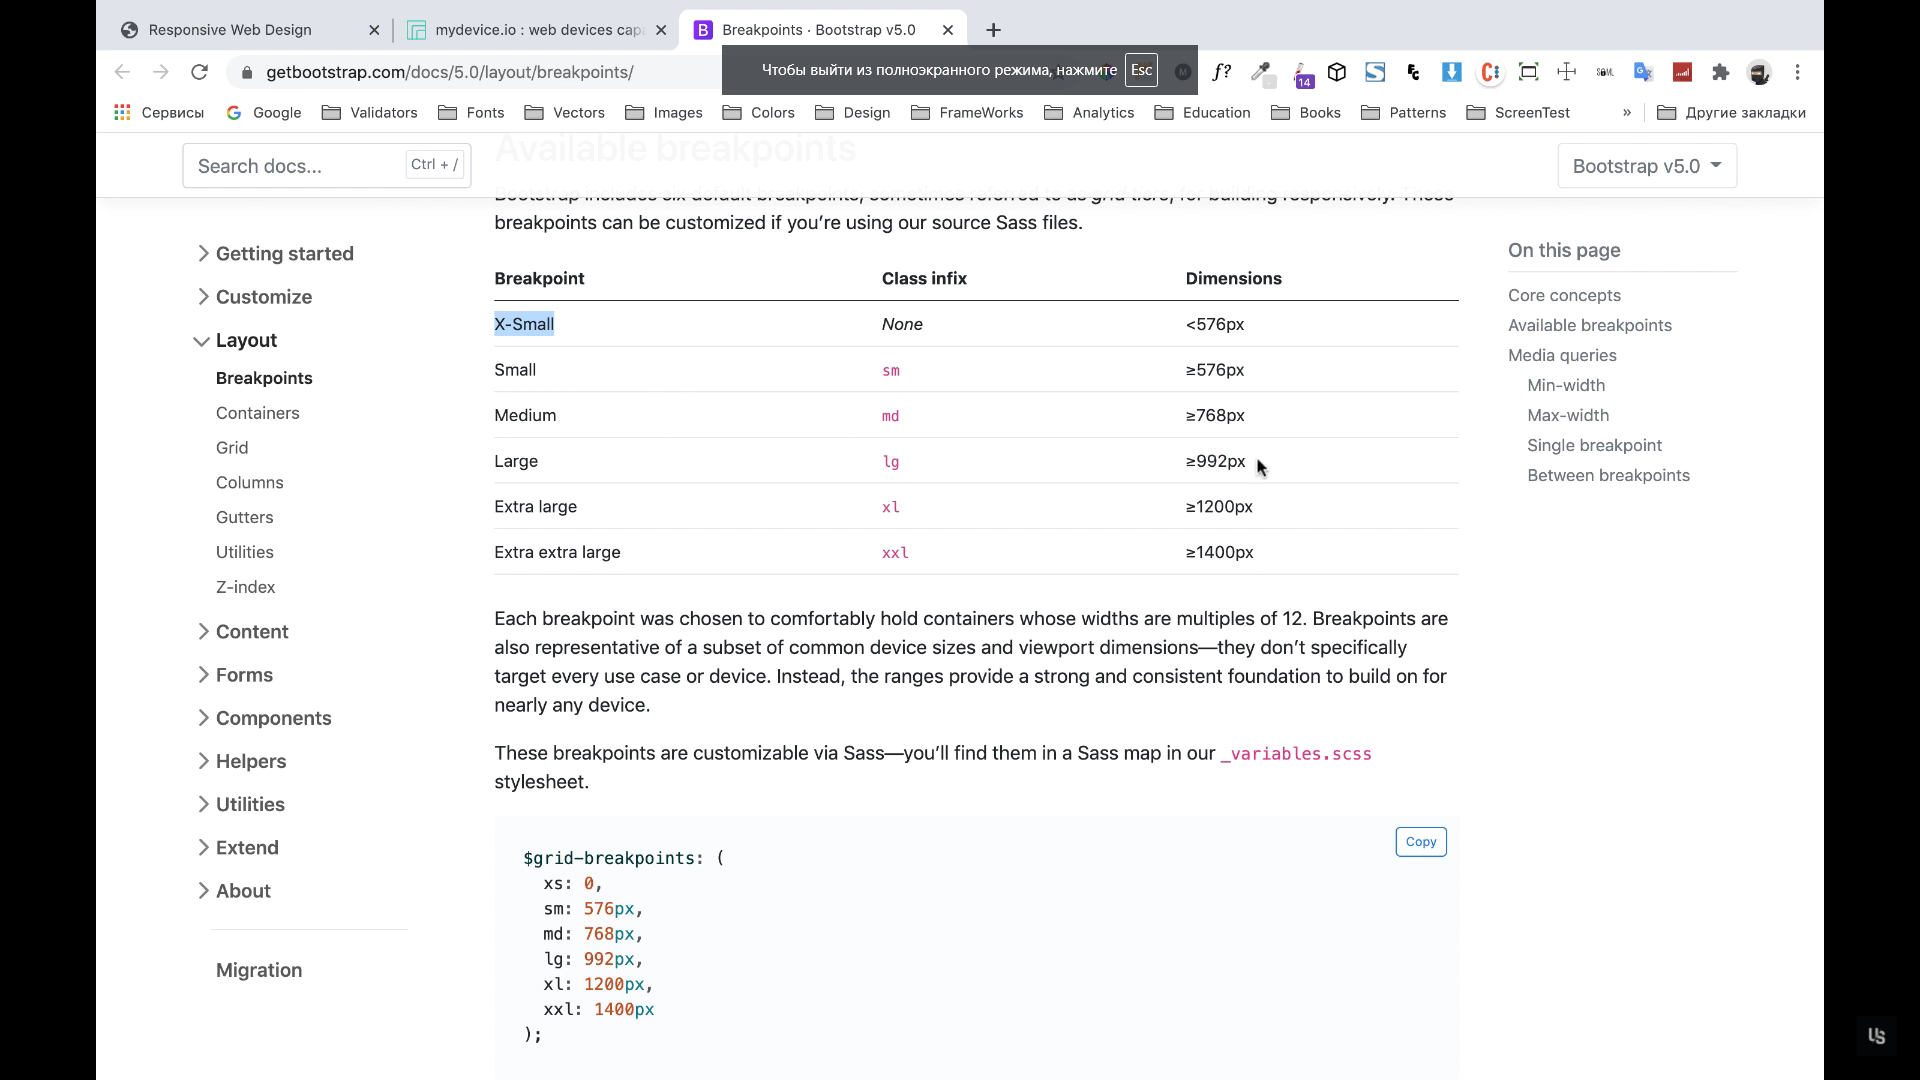 Responsive Web Design
mydevice.io : web devices cap
Breakpoints · Bootstrap v5.0
getbootstrap.com/docs/5.0/layout/breakpoints/
Чтобы выйти из полноэкранного режима, нажмите Esc
f?
14
Сервисы Google Validators Fonts Vectors Images Colors Design FrameWorks Analytics Education Books Patterns ScreenTest » Другие закладки
Search docs... Ctrl + /
Available breakpoints
Bootstrap v5.0
Bootstrap includes six default breakpoints, sometimes referred to as grid tiers, for building responsively. These
breakpoints can be customized if you’re using our source Sass files.
Getting started
Customize
Layout
Breakpoints
Containers
Grid
Columns
Gutters
Utilities
Z-index
Content
Forms
Components
Helpers
Utilities
Extend
About
Migration
Breakpoint Class infix Dimensions
X-Small None <576px
Small sm ≥576px
Medium md ≥768px
Large lg ≥992px
Extra large xl ≥1200px
Extra extra large xxl ≥1400px
Each breakpoint was chosen to comfortably hold containers whose widths are multiples of 12. Breakpoints are
also representative of a subset of common device sizes and viewport dimensions—they don’t specifically
target every use case or device. Instead, the ranges provide a strong and consistent foundation to build on for
nearly any device.
These breakpoints are customizable via Sass—you’ll find them in a Sass map in our _variables.scss
stylesheet.
Copy
$grid-breakpoints: (
xs: 0,
sm: 576px,
md: 768px,
lg: 992px,
xl: 1200px,
xxl: 1400px
);
On this page
Core concepts
Available breakpoints
Media queries
Min-width
Max-width
Single breakpoint
Between breakpoints